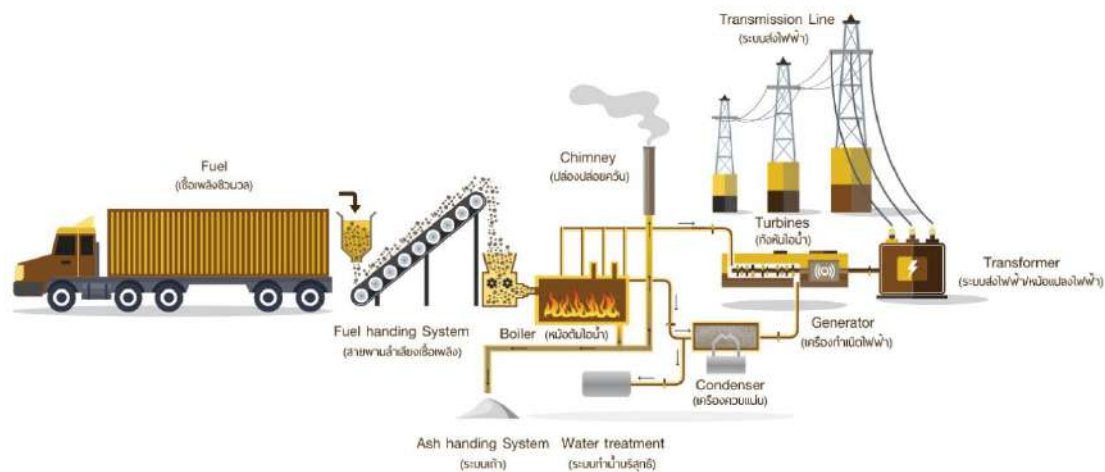 Transmission Line
(ระบบส่งไฟฟ้า)
Fuel
(เชื้อเพลิงชีวมวล)
Chimney
(ปล่องปล่อยควัน)
Turbines
(กังหันไอน้ำ)
Transformer
(ระบบส่งไฟฟ้า/หม้อแปลงไฟฟ้า)
Fuel handing System
(สายพานลำเลียงเชื้อเพลิง)
Boiler (หม้อต้มไอน้ำ)
Generator
(เครื่องกำเนิดไฟฟ้า)
Condenser
(เครื่องควบแน่น)
Ash handing System
(ระบบเถ้า)
Water treatment
(ระบบทำน้ำบริสุทธิ์)